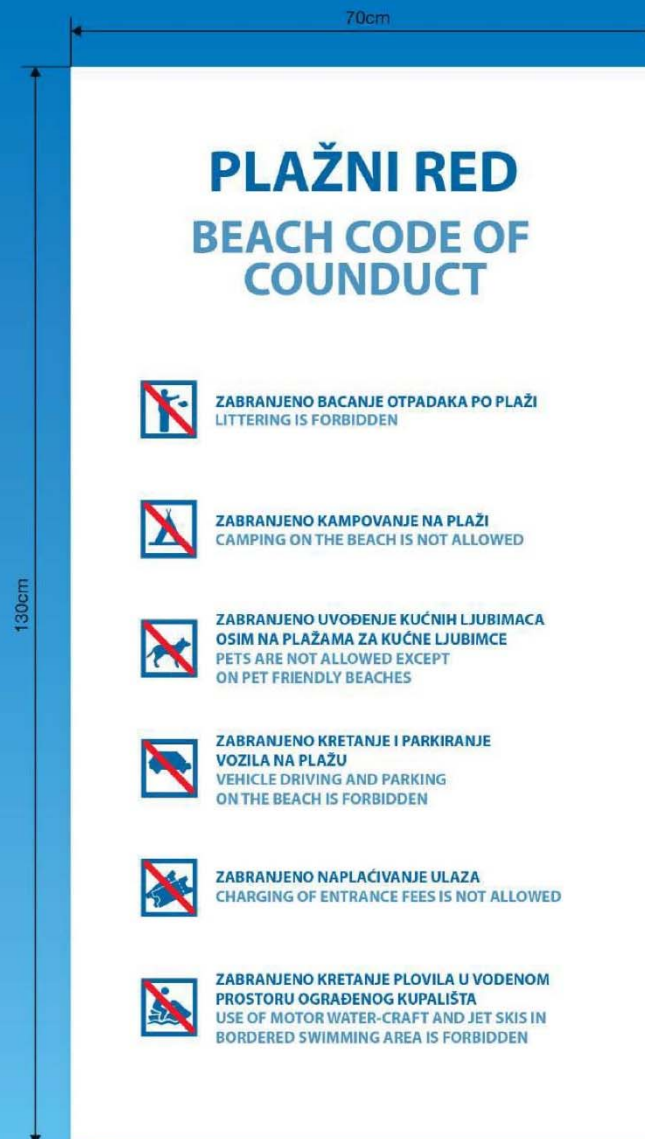 70cm
130cm
PLAŽNI RED
BEACH CODE OF
COUNDUCT
ZABRANJENO BACANJE OTPADAKA PO PLAŽI
LITTERING IS FORBIDDEN
ZABRANJENO KAMPOVANJE NA PLAŽI
CAMPING ON THE BEACH IS NOT ALLOWED
ZABRANJENO UVOĐENJE KUĆNIH LJUBIMACA
OSIM NA PLAŽAMA ZA KUĆNE LJUBIMCE
PETS ARE NOT ALLOWED EXCEPT
ON PET FRIENDLY BEACHES
ZABRANJENO KRETANJE I PARKIRANJE
VOZILA NA PLAŽU
VEHICLE DRIVING AND PARKING
ON THE BEACH IS FORBIDDEN
ZABRANJENO NAPLAĆIVANJE ULAZA
CHARGING OF ENTRANCE FEES IS NOT ALLOWED
ZABRANJENO KRETANJE PLOVILA U VODENOM
PROSTORU OGRAĐENOG KUPALIŠTA
USE OF MOTOR WATER-CRAFT AND JET SKIS IN
BORDERED SWIMMING AREA IS FORBIDDEN